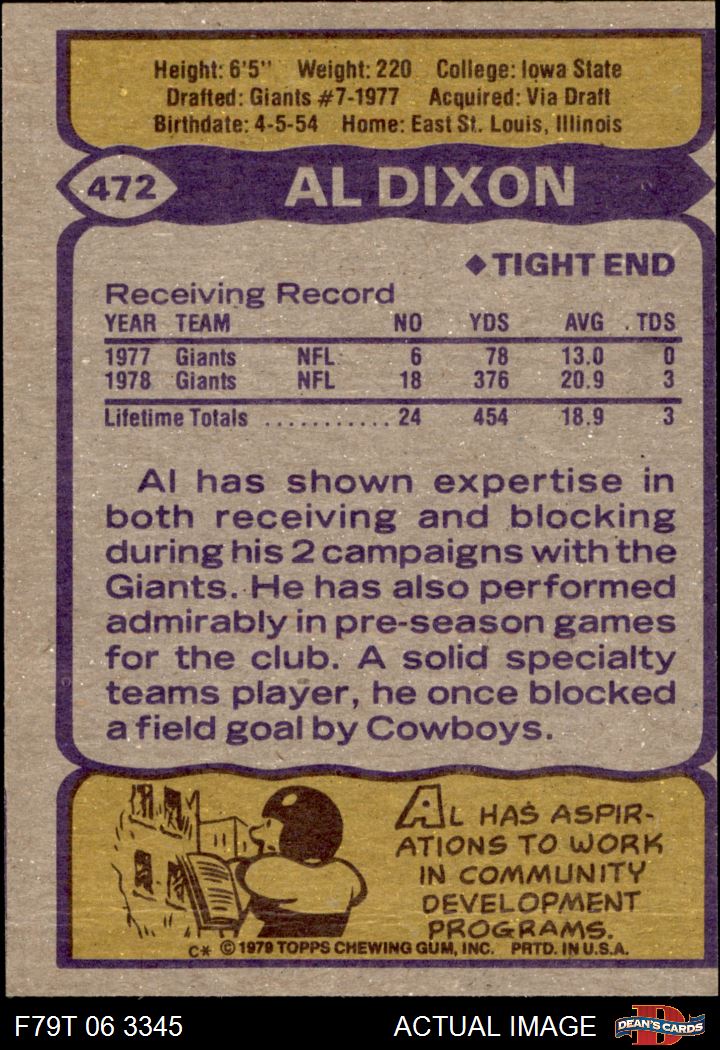 Height: 6'5" Weight: 220 College: Iowa State
Drafted: Giants #7-1977 Acquired: Via Draft
Birthdate: 4-5-54 Home: East St. Louis, Illinois
472 AL DIXON
◆ TIGHT END
Receiving Record
YEAR TEAM NO YDS AVG . TDS
1977 Giants NFL 6 78 13.0 0
1978 Giants NFL 18 376 20.9 3
Lifetime Totals ........... 24 454 18.9 3
Al has shown expertise in
both receiving and blocking
during his 2 campaigns with the
Giants. He has also performed
admirably in pre-season games
for the club. A solid specialty
teams player, he once blocked
a field goal by Cowboys.
AL HAS ASPIR-
ATIONS TO WORK
IN COMMUNITY
DEVELOPMENT
PROGRAMS.
C* © 1979 TOPPS CHEWING GUM, INC. PRTD. IN U.S.A.
F79T 06 3345 ACTUAL IMAGE D DEAN'S CARDS